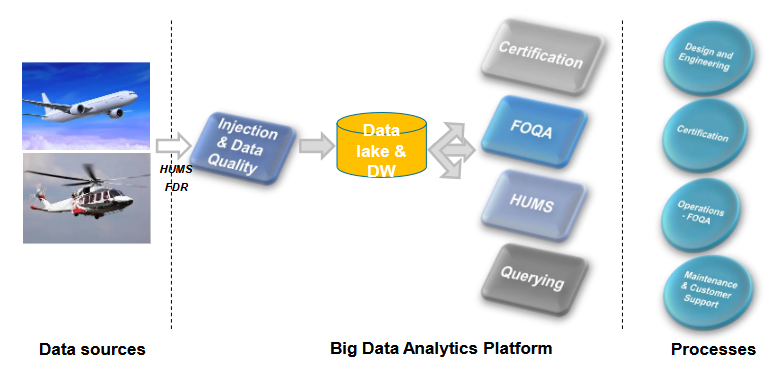 HUMS
FDR
Injection
& Data
Quality
Data
lake &
DW
Certification
FOQA
HUMS
Querying
Design and
Engineering
Certification
Operations
- FOQA
Maintenance
& Customer
Support
Data sources
Big Data Analytics Platform
Processes